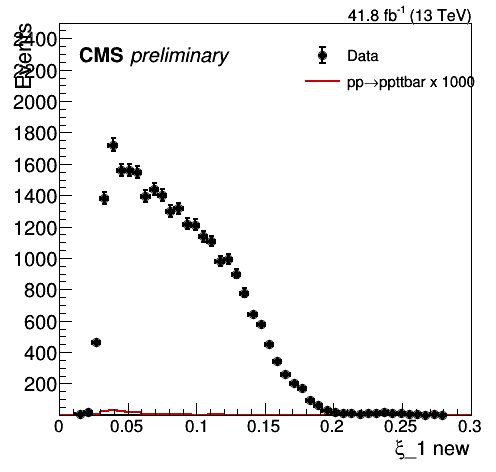 41.8 fb⁻¹ (13 TeV)
Events
CMS preliminary
Data
pp→ppttbar x 1000
2400
2200
2000
1800
1600
1400
1200
1000
800
600
400
200
0 0.05 0.1 0.15 0.2 0.25 0.3
ξ_1 new